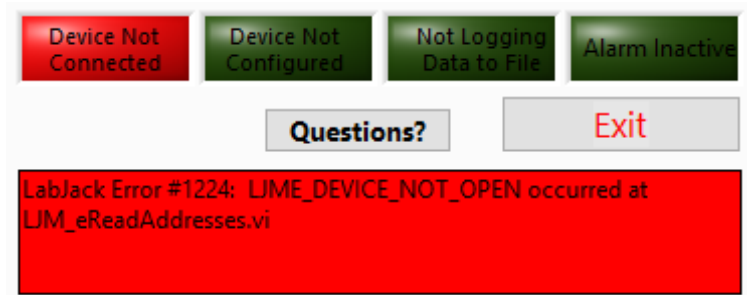 Device Not
Connected
Device Not
Configured
Not Logging
Data to File
Alarm Inactive
Questions?
Exit
LabJack Error #1224:  LJME_DEVICE_NOT_OPEN occurred at
LJM_eReadAddresses.vi